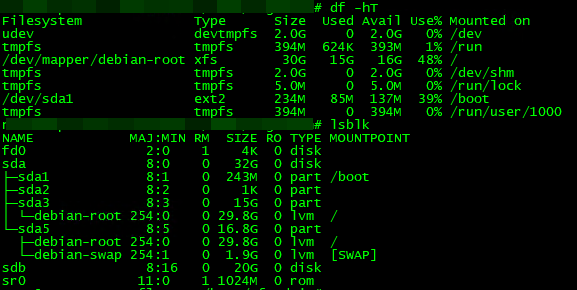 # df -hT
Filesystem Type Size Used Avail Use% Mounted on
udev devtmpfs 2.0G 0 2.0G 0% /dev
tmpfs tmpfs 394M 624K 393M 1% /run
/dev/mapper/debian-root xfs 30G 15G 16G 48% /
tmpfs tmpfs 2.0G 0 2.0G 0% /dev/shm
tmpfs tmpfs 5.0M 0 5.0M 0% /run/lock
/dev/sda1 ext2 234M 85M 137M 39% /boot
tmpfs tmpfs 394M 0 394M 0% /run/user/1000
# lsblk
NAME MAJ:MIN RM SIZE RO TYPE MOUNTPOINT
fd0 2:0 1 4K 0 disk
sda 8:0 0 32G 0 disk
├─sda1 8:1 0 243M 0 part /boot
├─sda2 8:2 0 1K 0 part
├─sda3 8:3 0 15G 0 part
│ └─debian-root 254:0 0 29.8G 0 lvm /
└─sda5 8:5 0 16.8G 0 part
├─debian-root 254:0 0 29.8G 0 lvm /
└─debian-swap 254:1 0 1.9G 0 lvm [SWAP]
sdb 8:16 0 20G 0 disk
sr0 11:0 1 1024M 0 rom